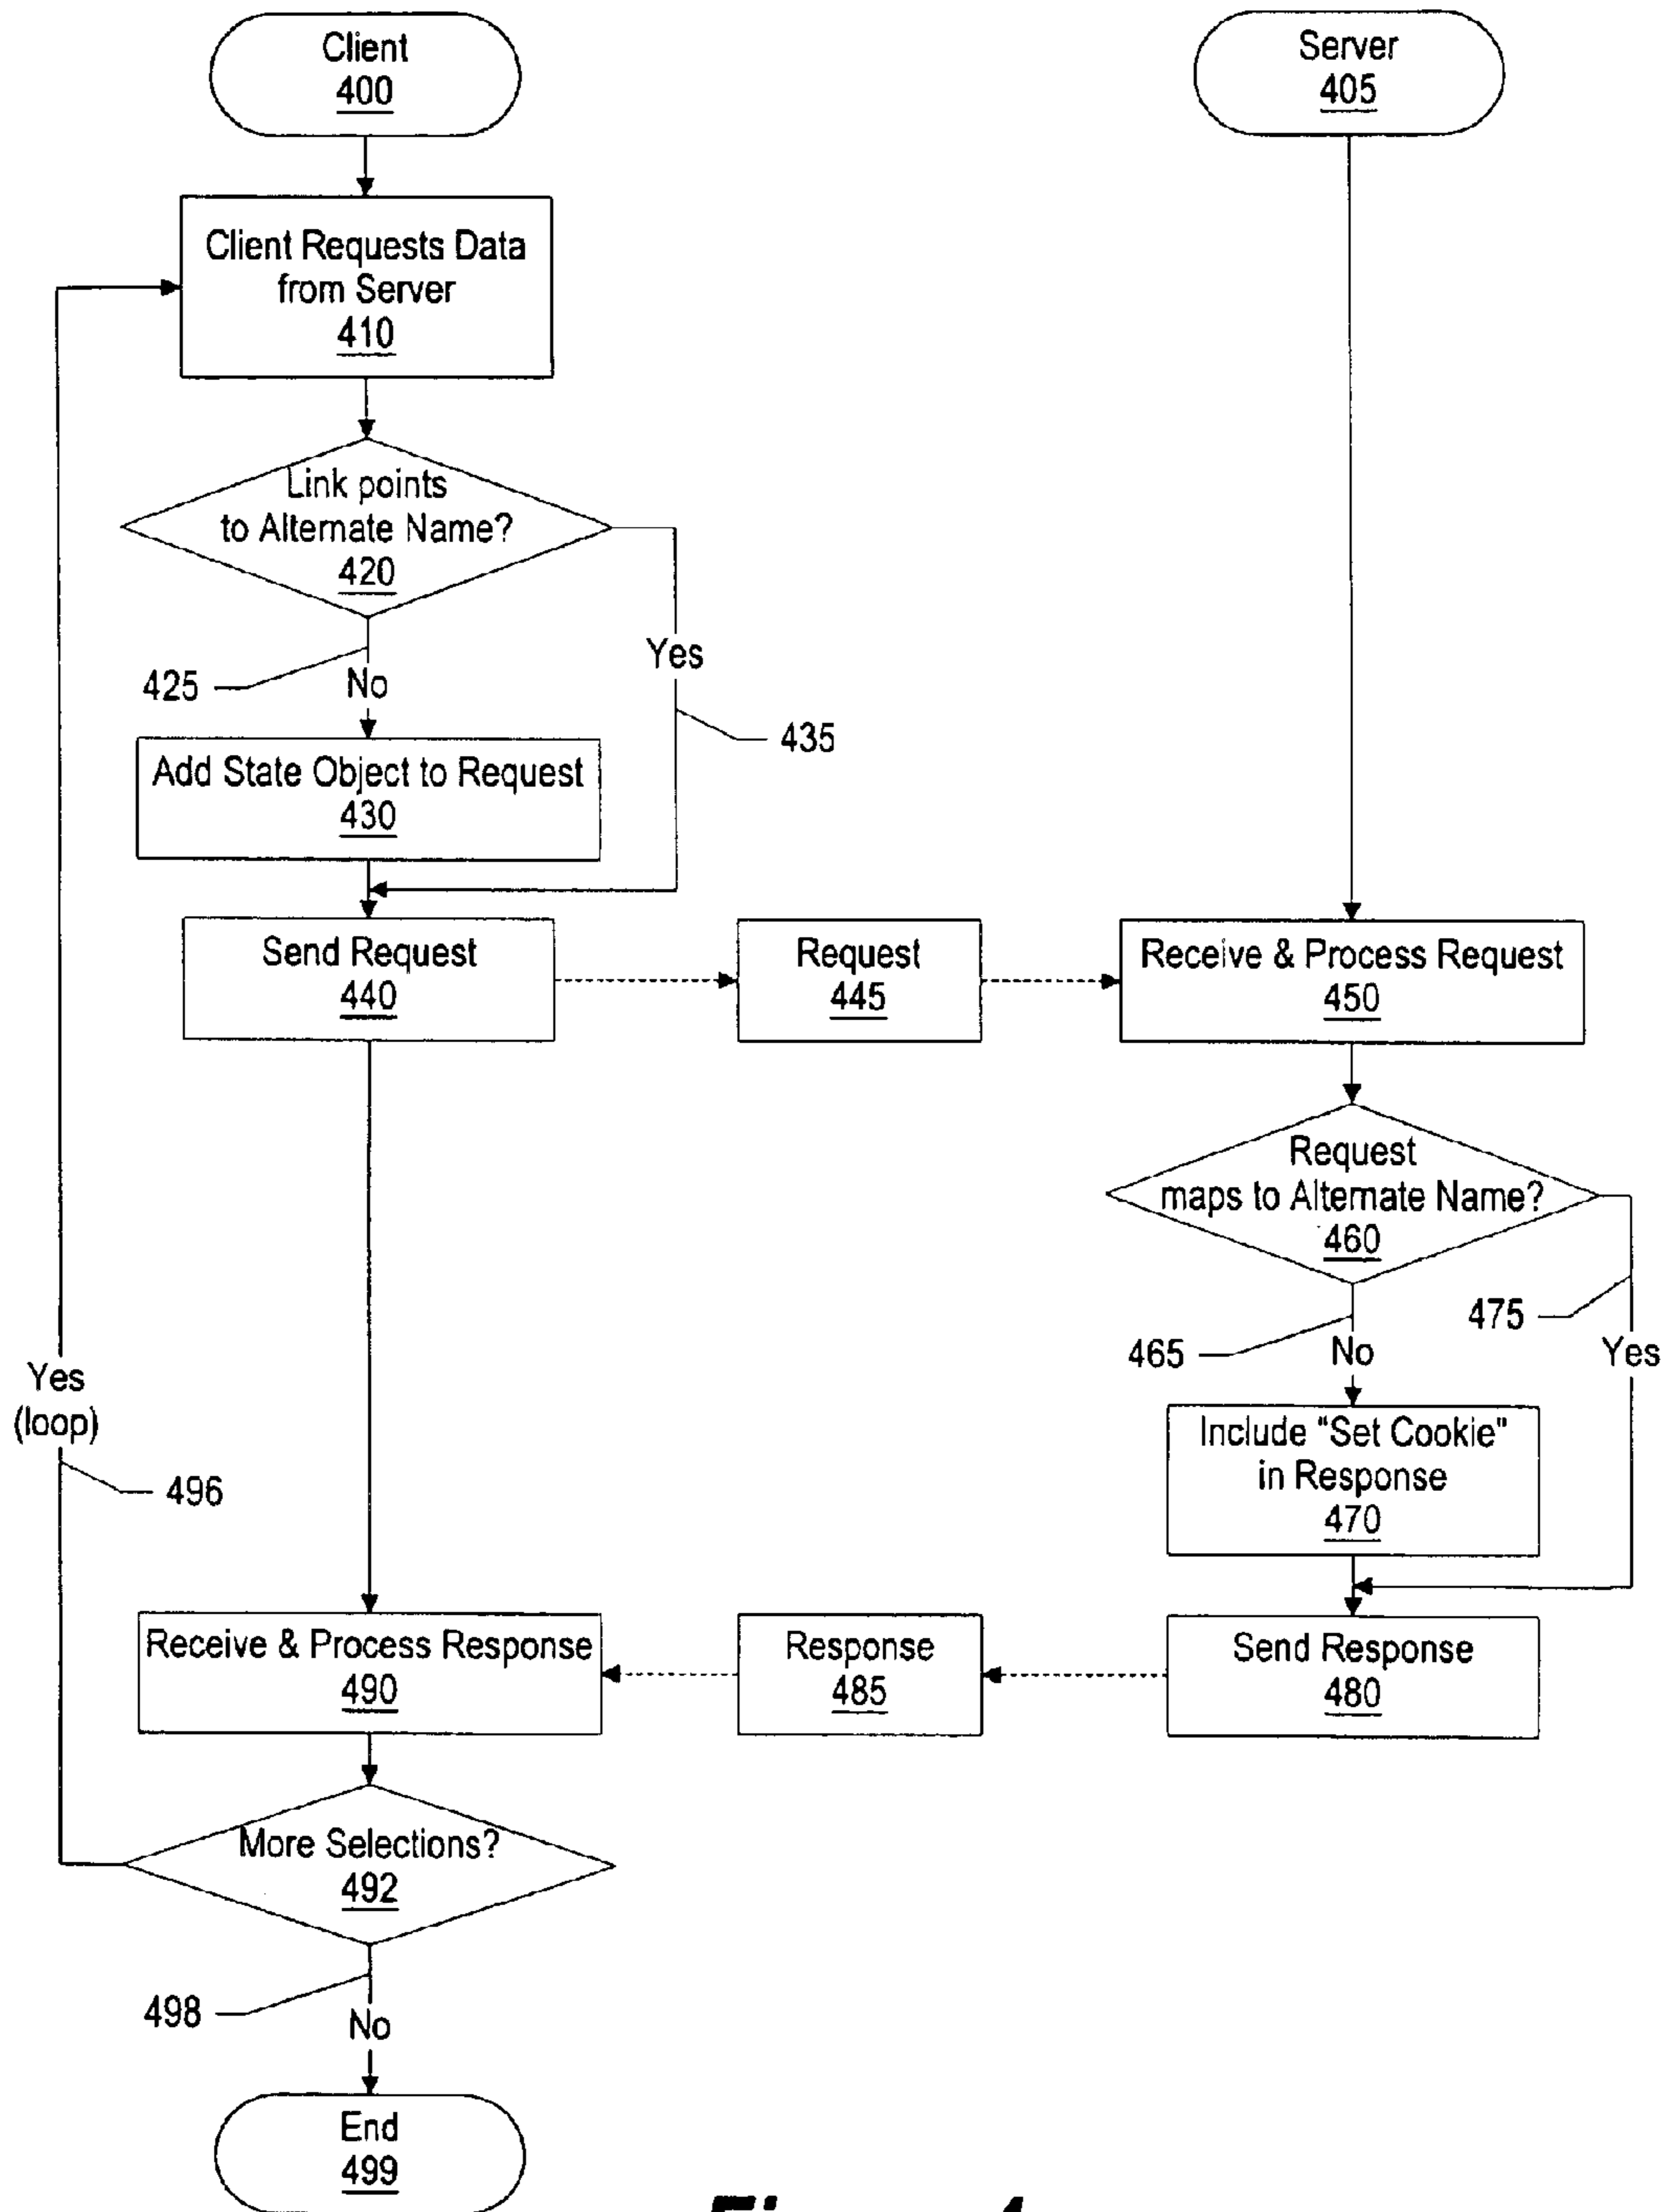 Client
400
Server
405
Client Requests Data
from Server
410
Link points
to Alternate Name?
420
Yes
425
No
435
Add State Object to Request
430
Send Request
440
Request
445
Receive & Process Request
450
Request
maps to Alternate Name?
460
475
465
No
Yes
Yes
(loop)
Include "Set Cookie"
in Response
470
496
Receive & Process Response
490
Response
485
Send Response
480
More Selections?
492
498
No
End
499